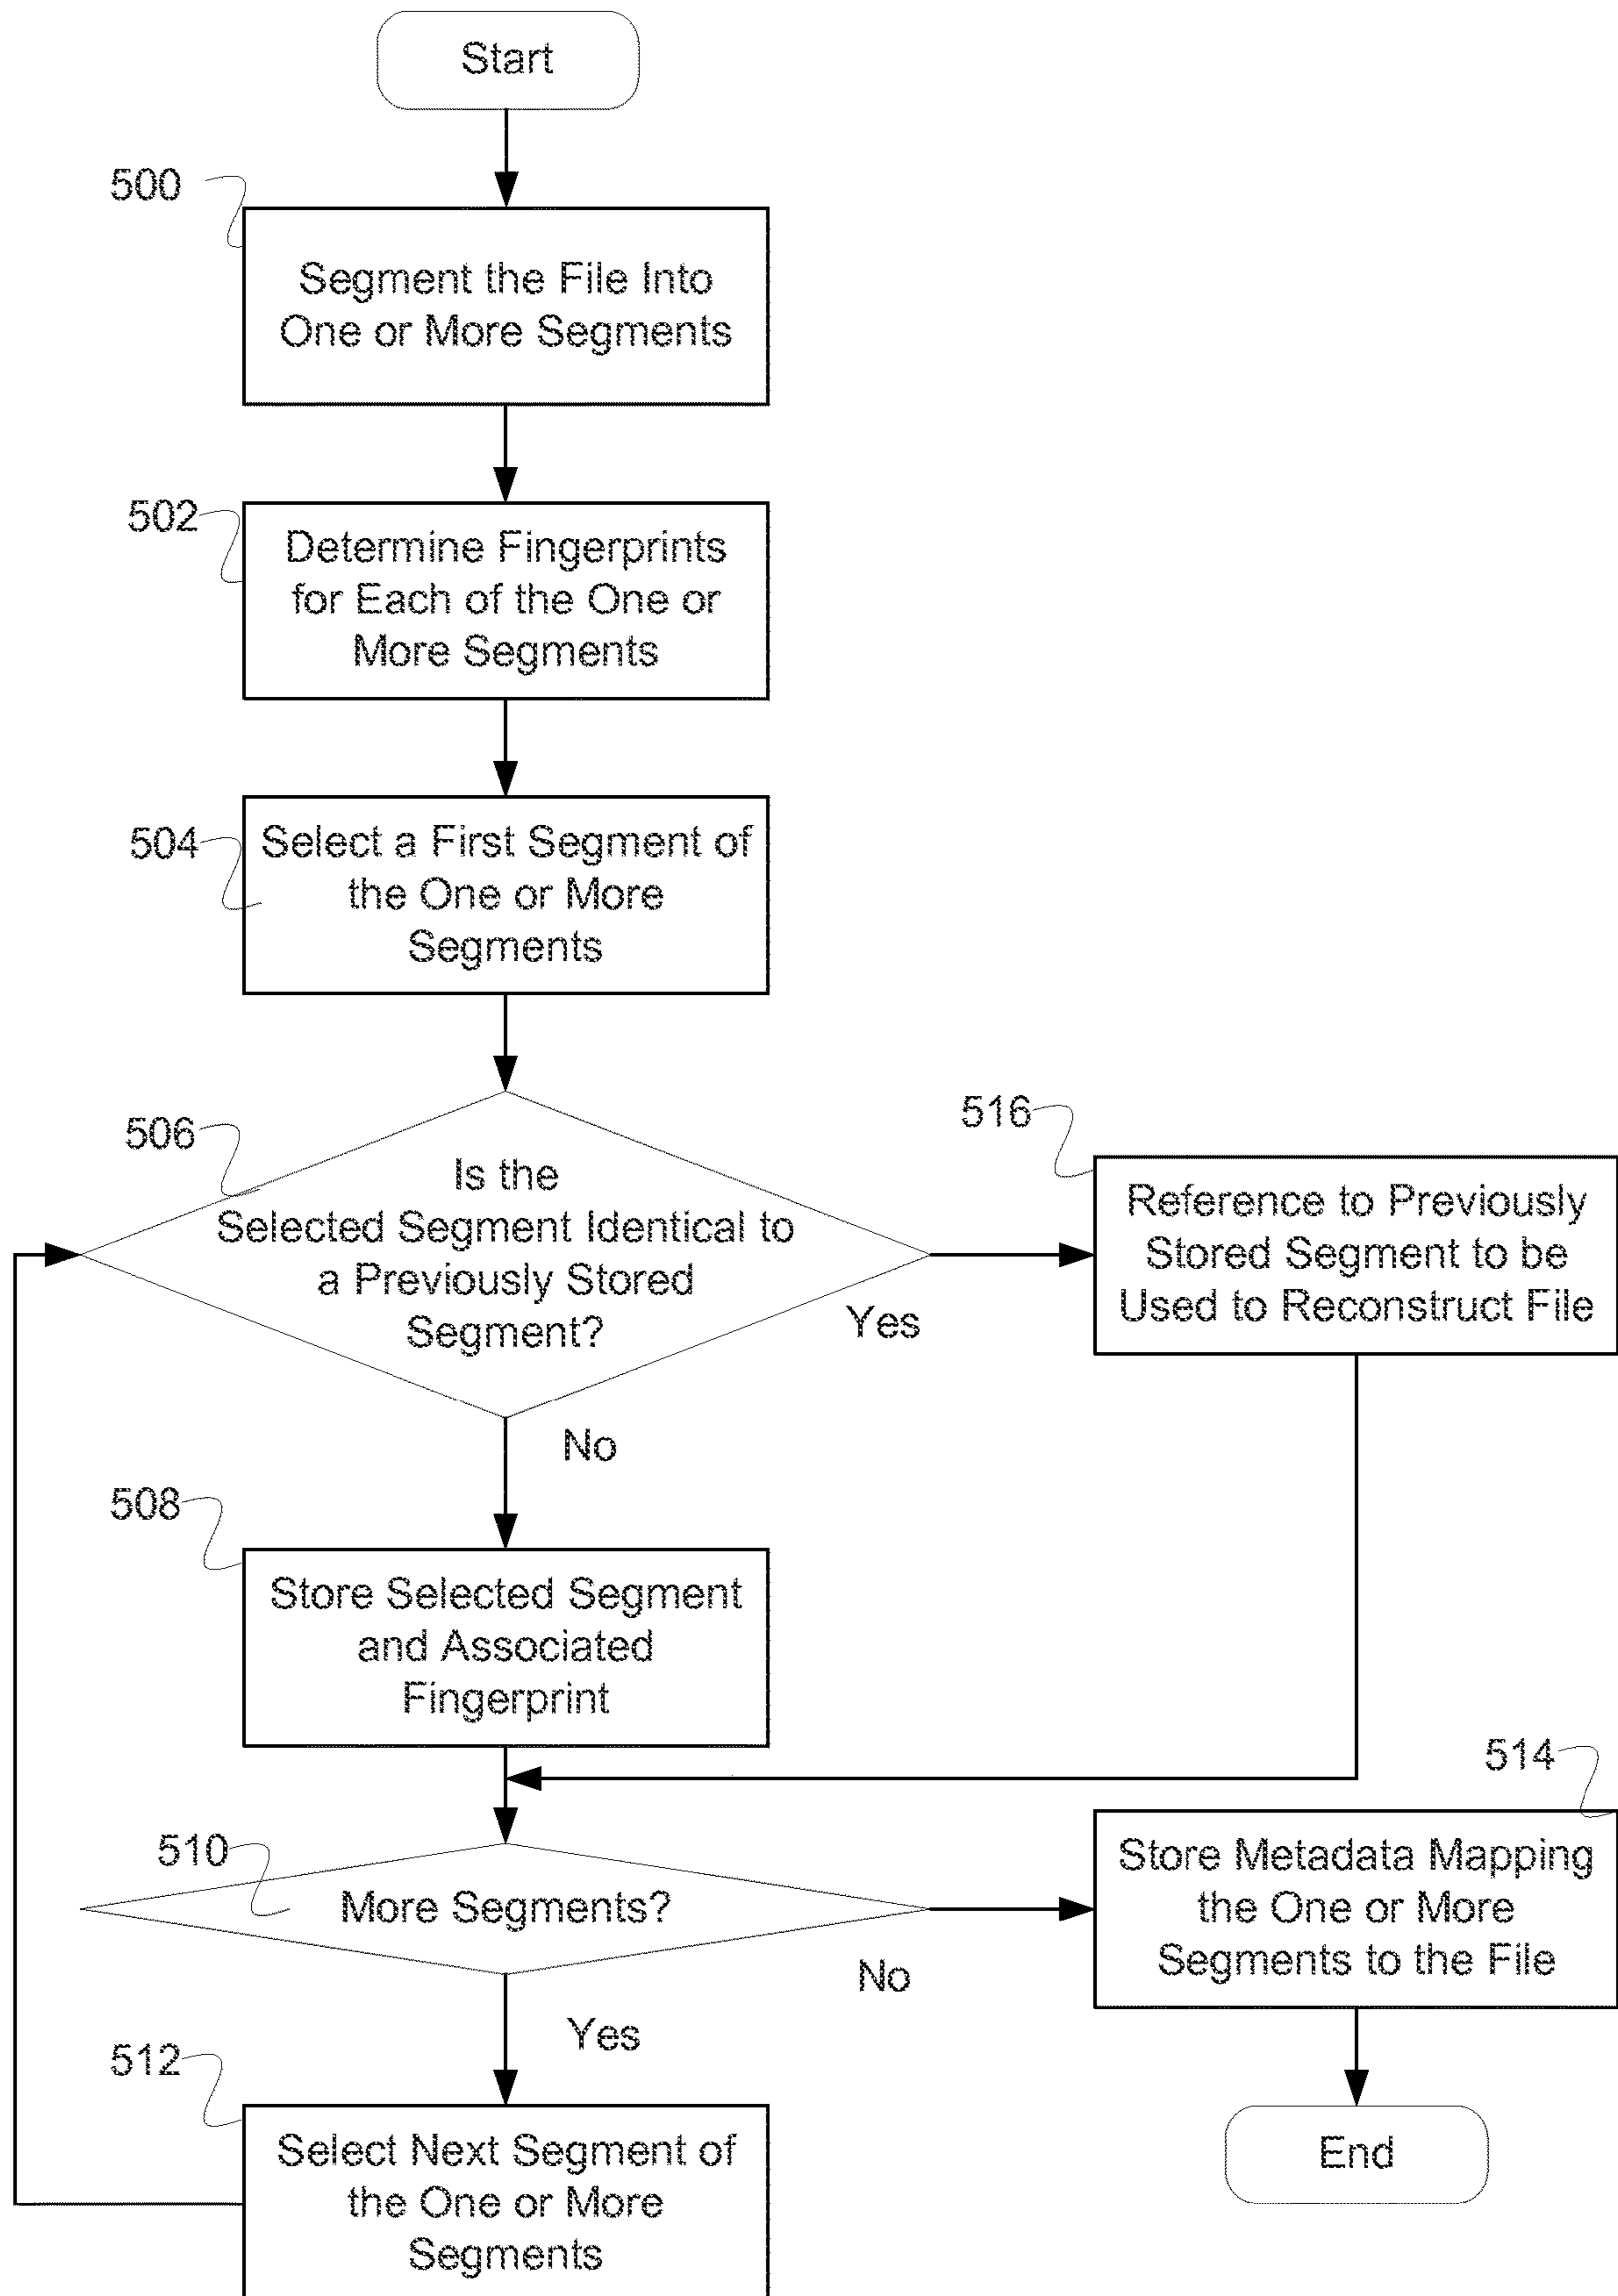 Start
500
Segment the File Into
One or More Segments
502
Determine Fingerprints
for Each of the One or
More Segments
504
Select a First Segment of
the One or More
Segments
506
Is the
Selected Segment Identical to
a Previously Stored
Segment?
Yes
516
Reference to Previously
Stored Segment to be
Used to Reconstruct File
No
508
Store Selected Segment
and Associated
Fingerprint
510
More Segments?
No
514
Store Metadata Mapping
the One or More
Segments to the File
Yes
512
Select Next Segment of
the One or More
Segments
End